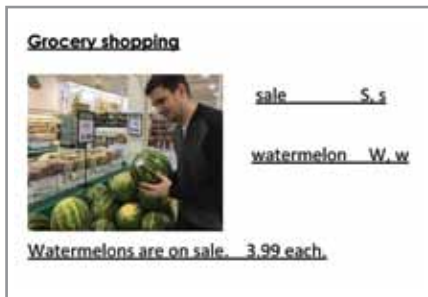 Grocery shopping
sale S, s
watermelon W, w
Watermelons are on sale. 3.99 each.